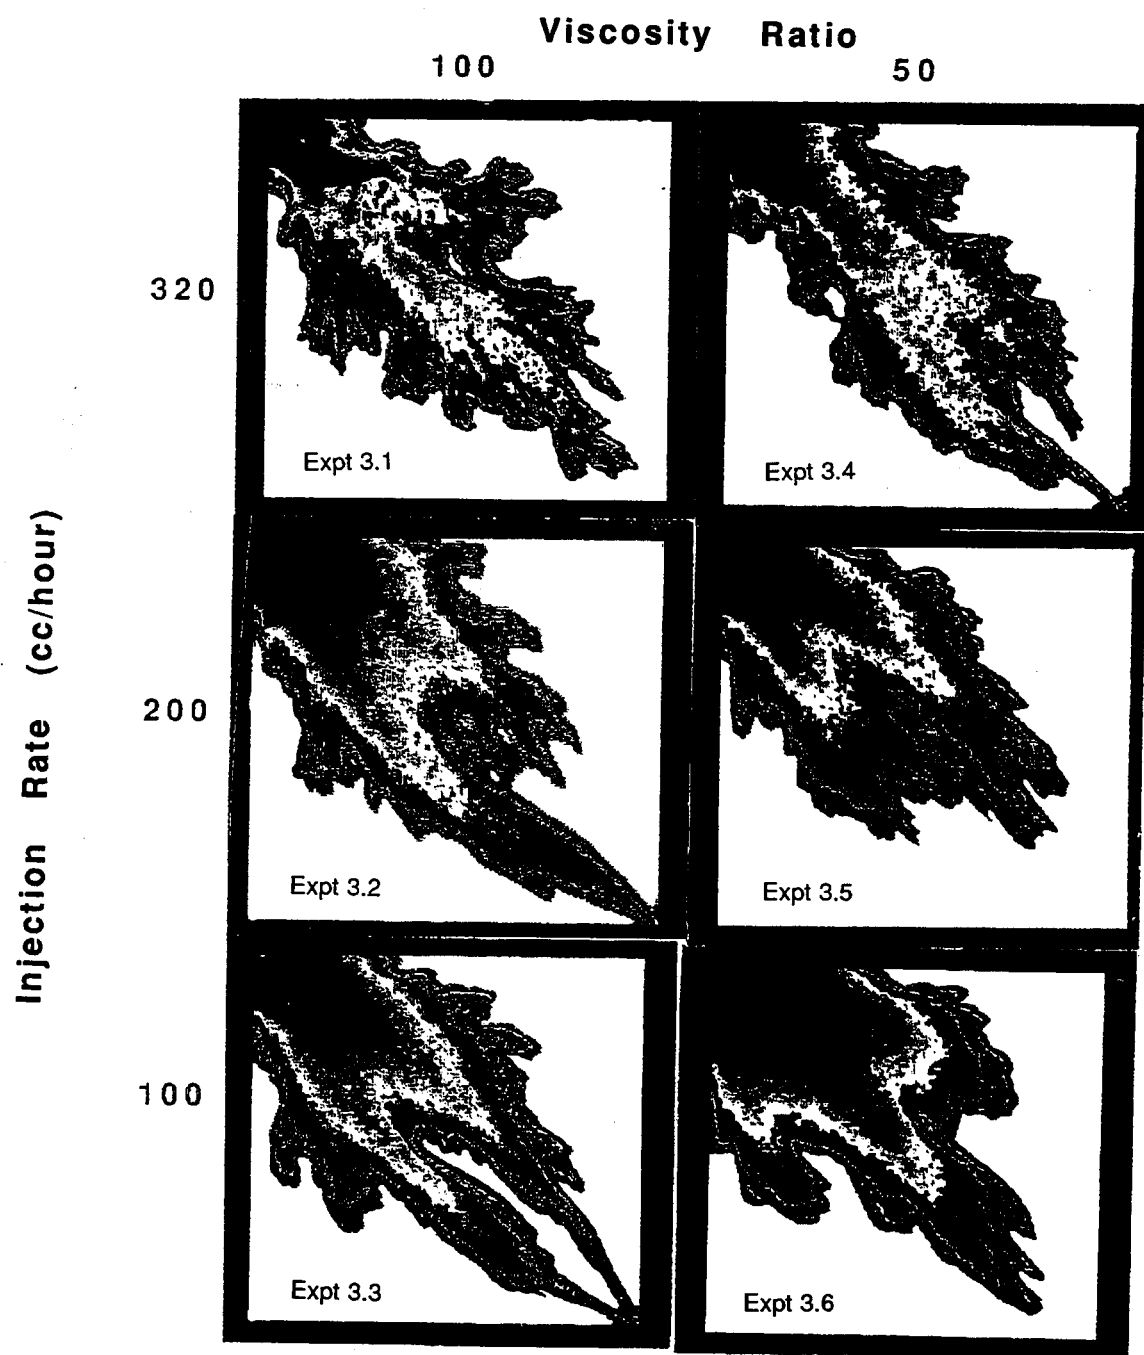 Viscosity Ratio
100 50
320
Expt 3.1
Expt 3.4
Injection Rate (cc/hour)
200
Expt 3.2
Expt 3.5
100
Expt 3.3
Expt 3.6